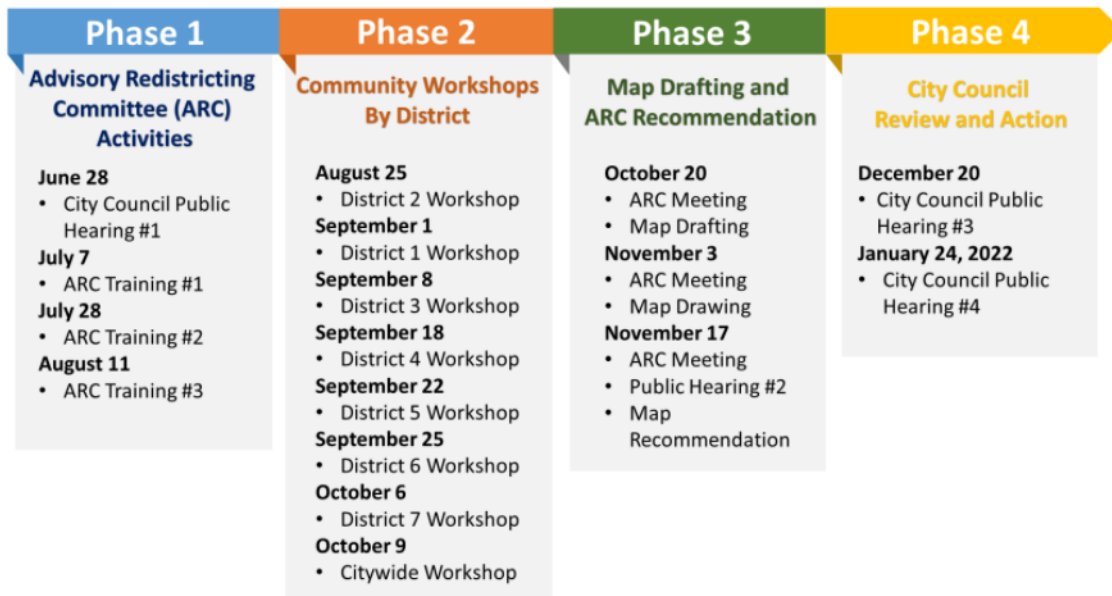 Phase 1
Advisory Redistricting
Committee (ARC)
Activities
June 28
• City Council Public
Hearing #1
July 7
• ARC Training #1
July 28
• ARC Training #2
August 11
• ARC Training #3
Phase 2
Community Workshops
By District
August 25
• District 2 Workshop
September 1
• District 1 Workshop
September 8
• District 3 Workshop
September 18
• District 4 Workshop
September 22
• District 5 Workshop
September 25
• District 6 Workshop
October 6
• District 7 Workshop
October 9
• Citywide Workshop
Phase 3
Map Drafting and
ARC Recommendation
October 20
• ARC Meeting
• Map Drafting
November 3
• ARC Meeting
• Map Drawing
November 17
• ARC Meeting
• Public Hearing #2
• Map
Recommendation
Phase 4
City Council
Review and Action
December 20
• City Council Public
Hearing #3
January 24, 2022
• City Council Public
Hearing #4